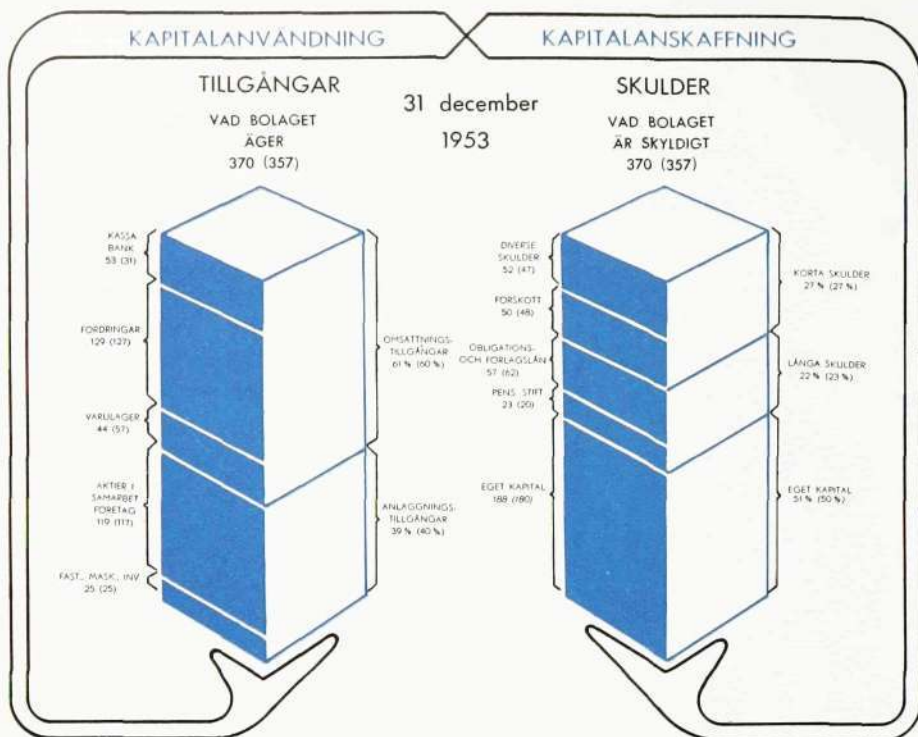 KAPITALANVÄNDNING
KAPITALANSKAFFNING
TILLGÅNGAR
VAD BOLAGET
ÄGER
370 (357)
31 december
1953
SKULDER
VAD BOLAGET
ÄR SKYLDIGT
370 (357)
KASSA
BANK
53 (31)
FORDRINGAR
129 (127)
VARULAGER
44 (57)
AKTIER I
SAMARBET
FÖRETAG
119 (117)
FAST., MASK., INV
25 (25)
OMSÄTTNINGS-
TILLGÅNGAR
61 % (60 %)
ANLÄGGNINGS-
TILLGÅNGAR
39 % (40 %)
DIVERSE
SKULDER
52 (47)
FÖRSKOTT
50 (48)
OBLIGATIONS-
OCH FÖRLAGSLÅN
57 (62)
PENS STIFT
23 (20)
EGET KAPITAL
188 (180)
KORTA SKULDER
27 % (27 %)
LÅNGA SKULDER
22 % (23 %)
EGET KAPITAL
51 % (50 %)